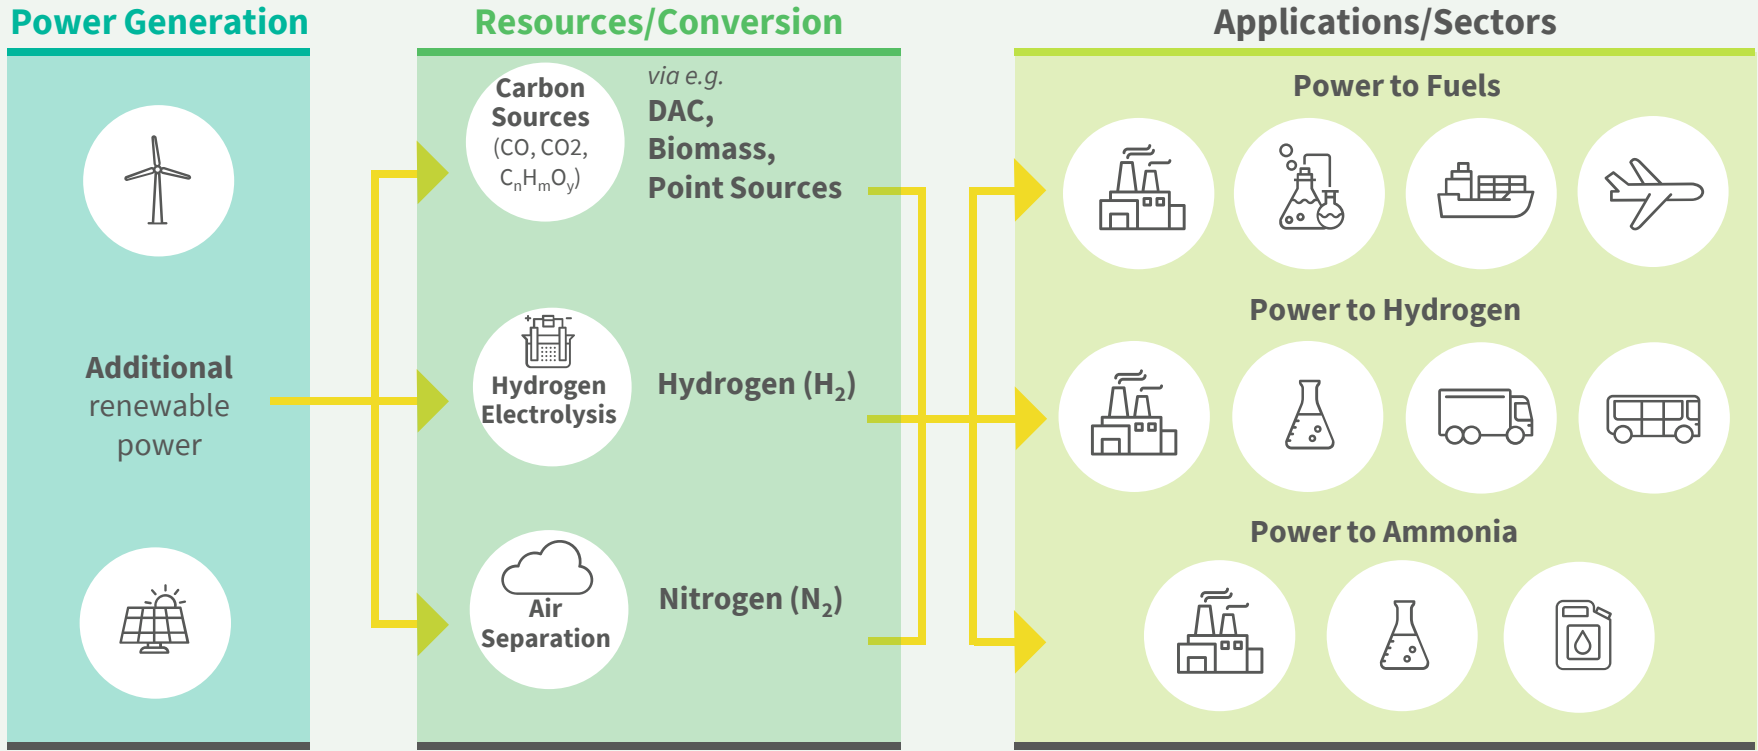 Power Generation
Additional
renewable
power
Resources/Conversion
Carbon
Sources
(CO, CO2,
CₙHₘOᵧ)
via e.g.
DAC,
Biomass,
Point Sources
+ -
Hydrogen
Electrolysis
Hydrogen (H₂)
Air
Separation
Nitrogen (N₂)
Applications/Sectors
Power to Fuels
Power to Hydrogen
Power to Ammonia